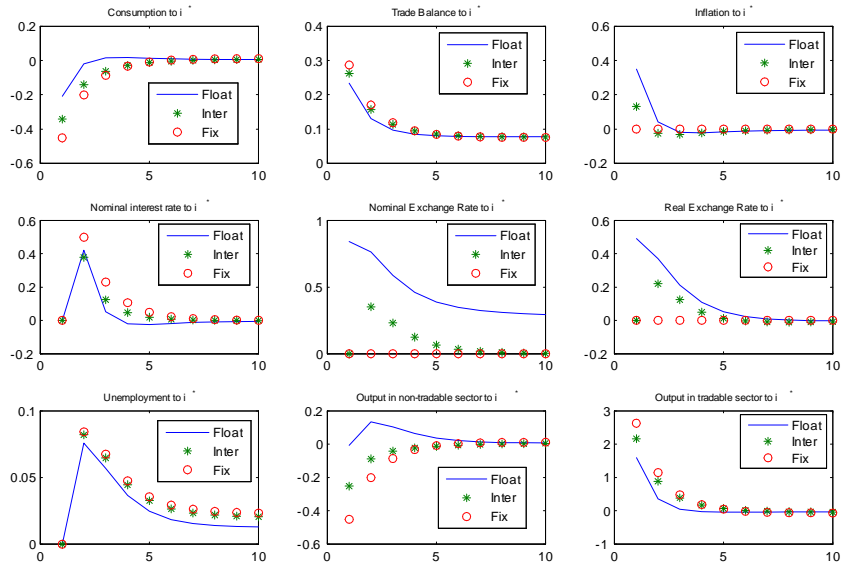 Consumption to i*
0.2
0
-0.2
-0.4
-0.6
0 5 10
Float
Inter
Fix
Trade Balance to i*
0.4
0.3
0.2
0.1
0
0 5 10
Float
Inter
Fix
Inflation to i*
0.6
0.4
0.2
0
-0.2
0 5 10
Float
Inter
Fix
Nominal interest rate to i*
0.6
0.4
0.2
0
-0.2
0 5 10
Float
Inter
Fix
Nominal Exchange Rate to i*
1
0.5
0
0 5 10
Float
Inter
Fix
Real Exchange Rate to i*
0.6
0.4
0.2
0
-0.2
0 5 10
Float
Inter
Fix
Unemployment to i*
0.1
0.05
0
0 5 10
Float
Inter
Fix
Output in non-tradable sector to i*
0.2
0
-0.2
-0.4
-0.6
0 5 10
Float
Inter
Fix
Output in tradable sector to i*
3
2
1
0
-1
0 5 10
Float
Inter
Fix